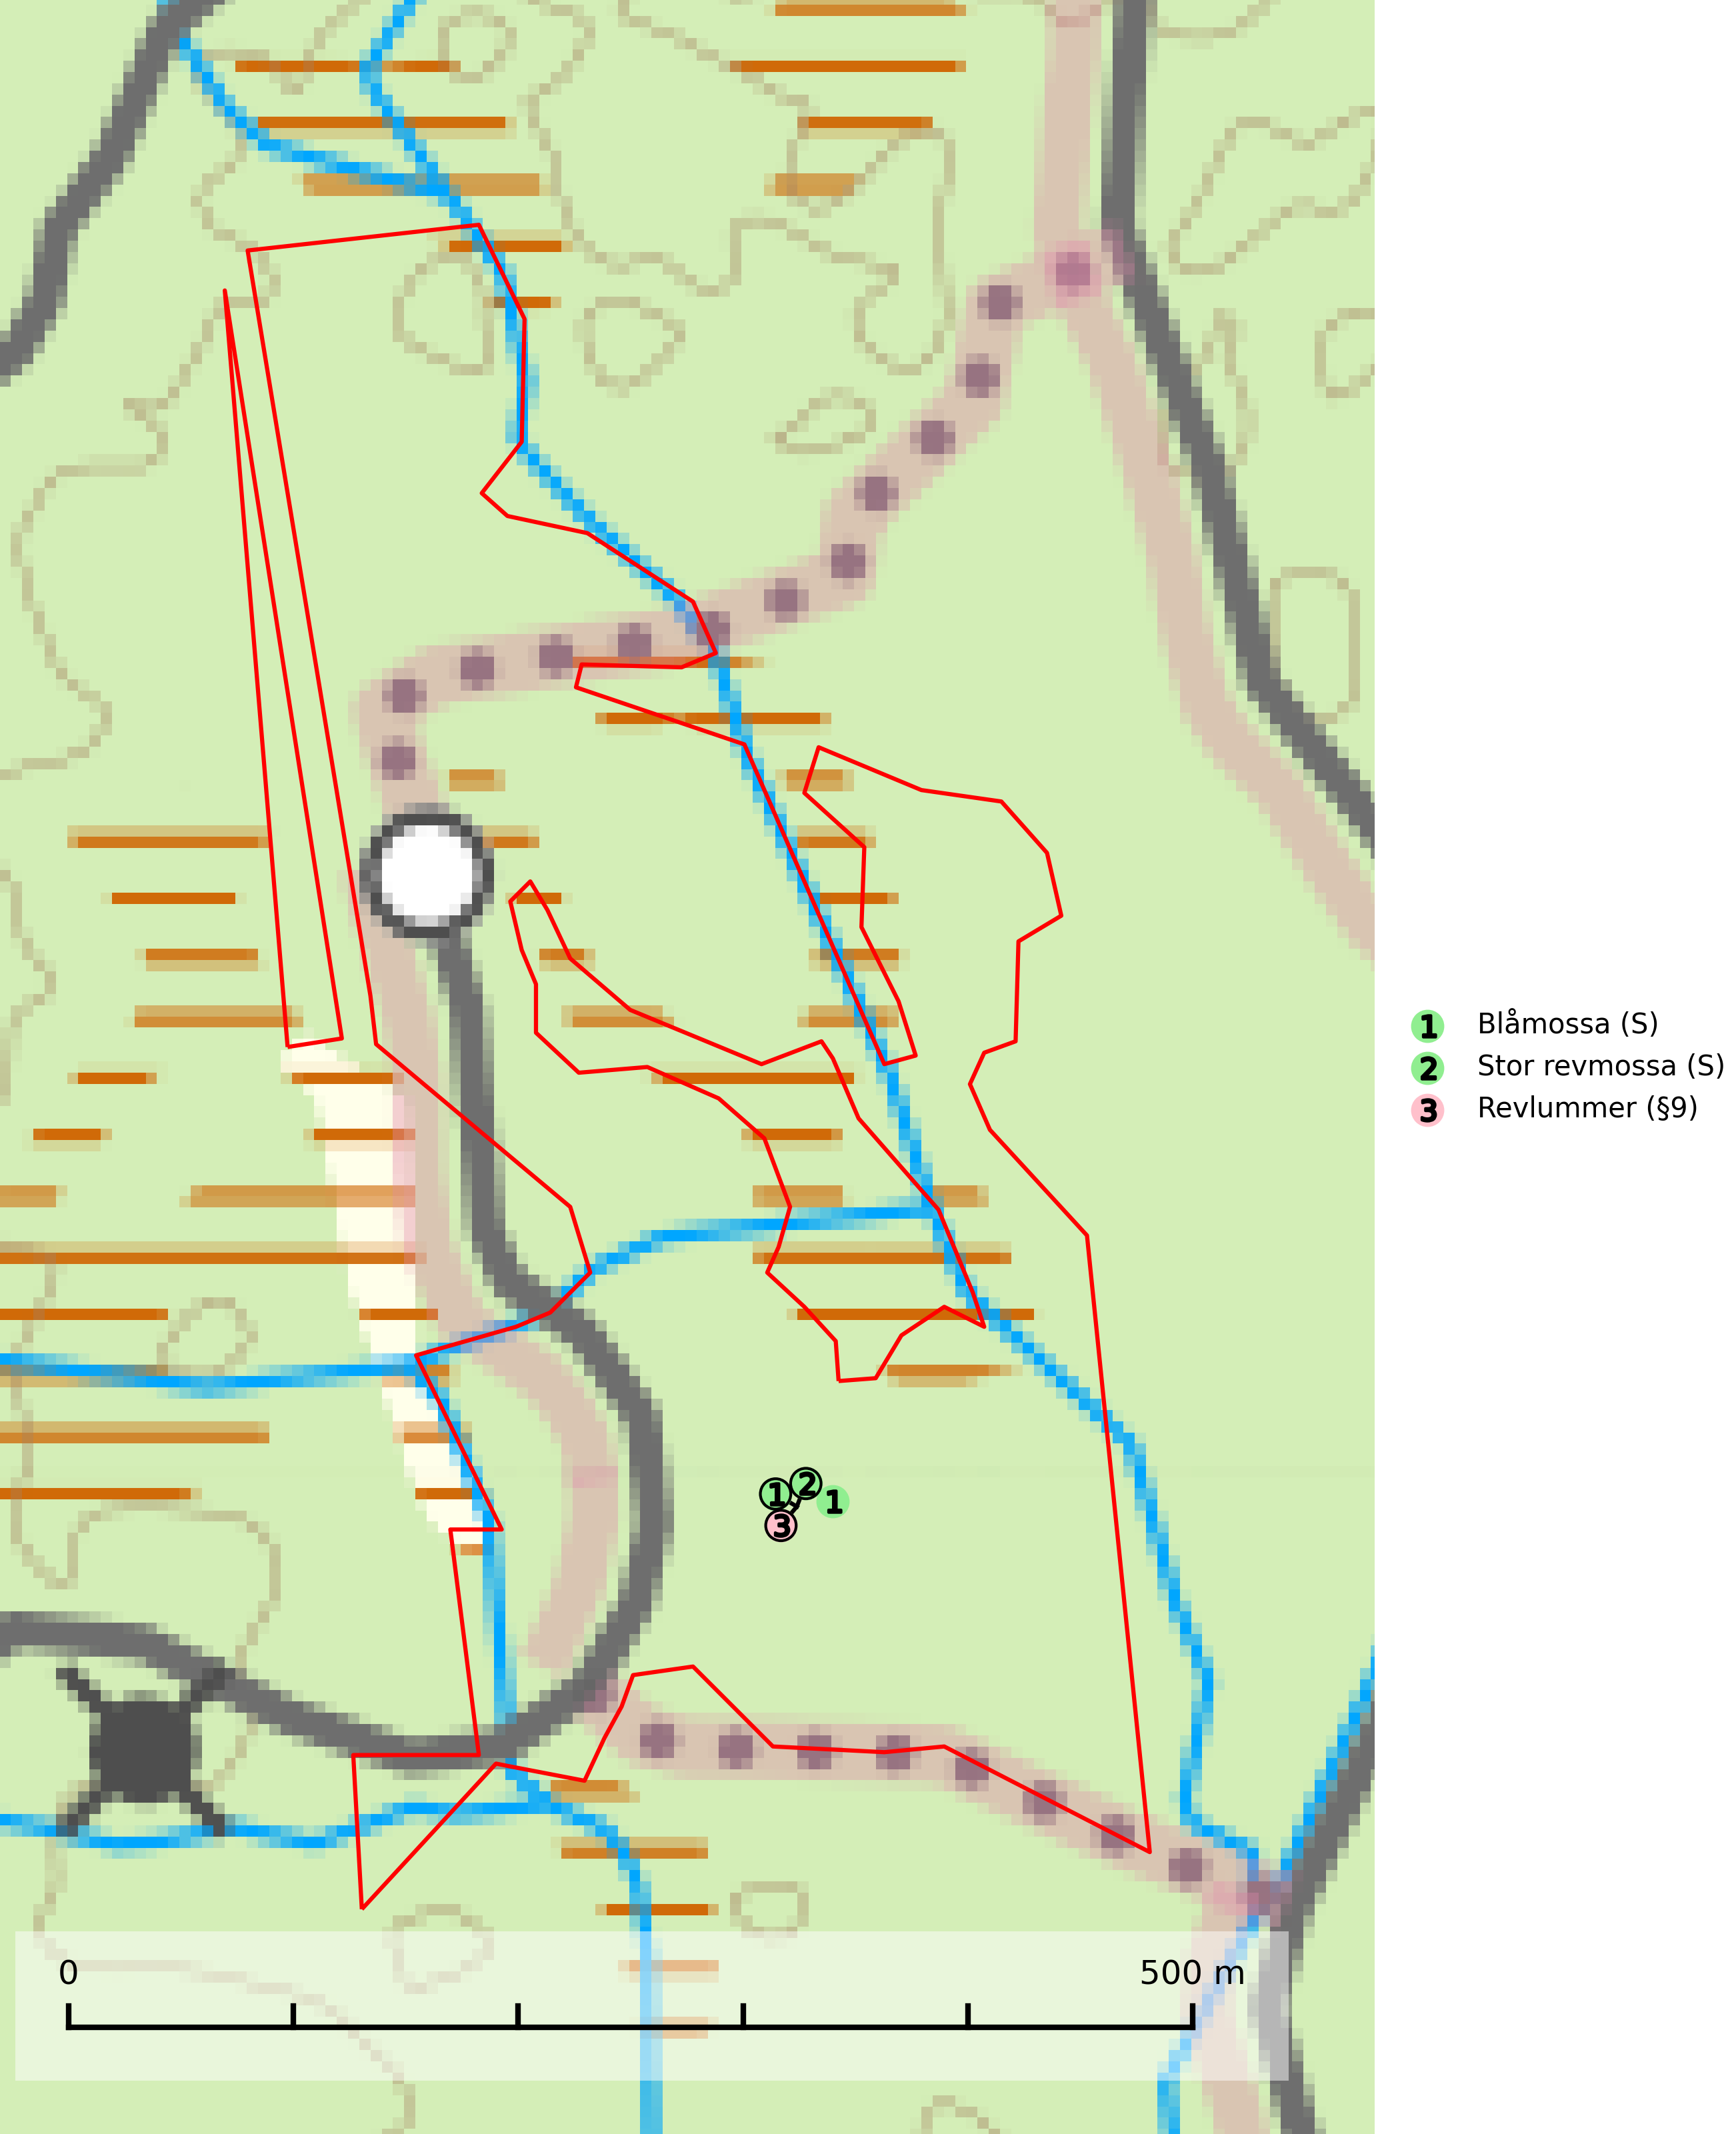 1 Blåmossa (S)
2 Stor revmossa (S)
3 Revlummer (§9)
1 2 1
3
0 500 m